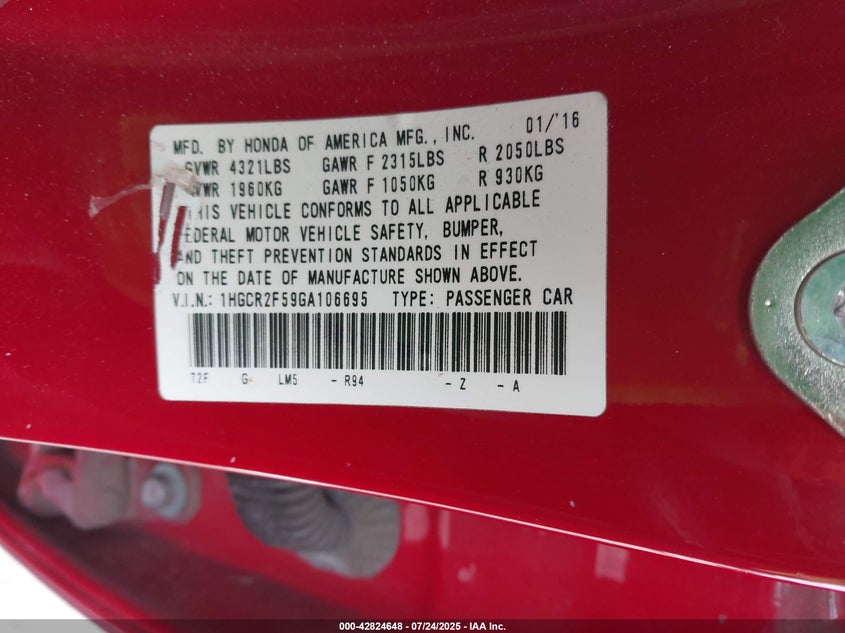 MFD. BY HONDA OF AMERICA MFG., INC. 01/'16
GVWR 4321LBS GAWR F 2315LBS R 2050LBS
GVWR 1960KG GAWR F 1050KG R 930KG
THIS VEHICLE CONFORMS TO ALL APPLICABLE
FEDERAL MOTOR VEHICLE SAFETY, BUMPER,
AND THEFT PREVENTION STANDARDS IN EFFECT
ON THE DATE OF MANUFACTURE SHOWN ABOVE.
V.I.N.: 1HGCR2F59GA106695 TYPE: PASSENGER CAR
T2F G- LM5 - R94 - Z - A
000-42824648 - 07/24/2025 - IAA Inc.